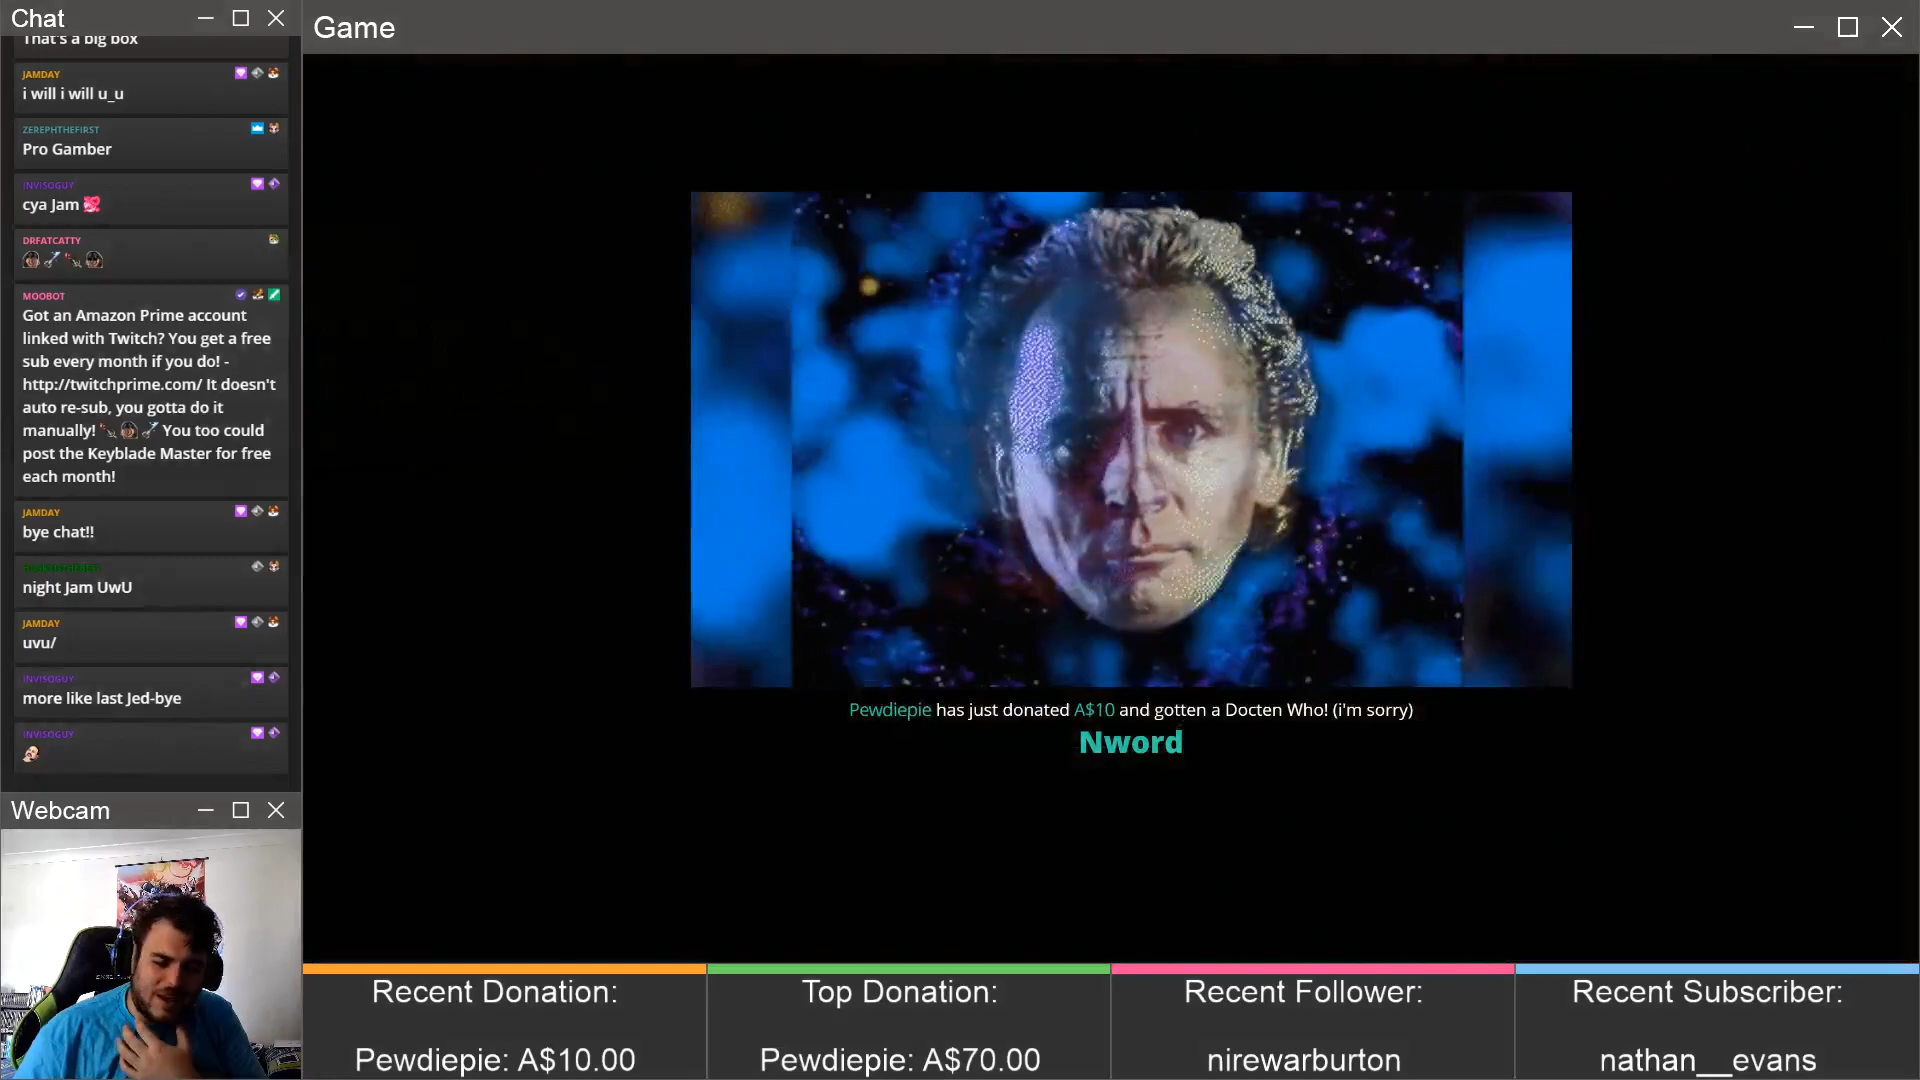 Chat
That's a big box
JAMDAY
i will i will u_u
ZEREPHTHEFIRST
Pro Gamber
INVISOGUY
cya Jam
DRFATCATTY
MOOBOT
Got an Amazon Prime account
linked with Twitch? You get a free
sub every month if you do! -
http://twitchprime.com/ It doesn't
auto re-sub, you gotta do it
manually! You too could
post the Keyblade Master for free
each month!
JAMDAY
bye chat!!
night Jam UwU
JAMDAY
uvu/
INVISOGUY
more like last Jed-bye
INVISOGUY
Webcam
Game
Pewdiepie has just donated A$10 and gotten a Docten Who! (i'm sorry)
Nword
Recent Donation:
Pewdiepie: A$10.00
Top Donation:
Pewdiepie: A$70.00
Recent Follower:
nirewarburton
Recent Subscriber:
nathan__evans